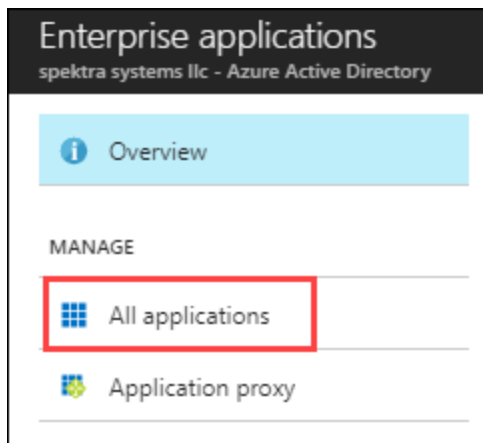 Enterprise applications
spektra systems llc - Azure Active Directory
Overview
MANAGE
All applications
Application proxy